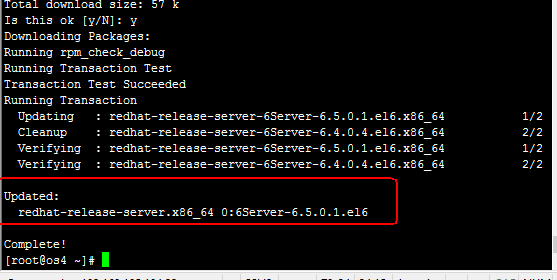 Total download size: 57 k
Is this ok [y/N]: y
Downloading Packages:
Running rpm_check_debug
Running Transaction Test
Transaction Test Succeeded
Running Transaction
  Updating   : redhat-release-server-6Server-6.5.0.1.el6.x86_64          1/2
  Cleanup    : redhat-release-server-6Server-6.4.0.4.el6.x86_64          2/2
  Verifying  : redhat-release-server-6Server-6.5.0.1.el6.x86_64          1/2
  Verifying  : redhat-release-server-6Server-6.4.0.4.el6.x86_64          2/2
Updated:
  redhat-release-server.x86_64 0:6Server-6.5.0.1.el6
Complete!
[root@os4 ~]#